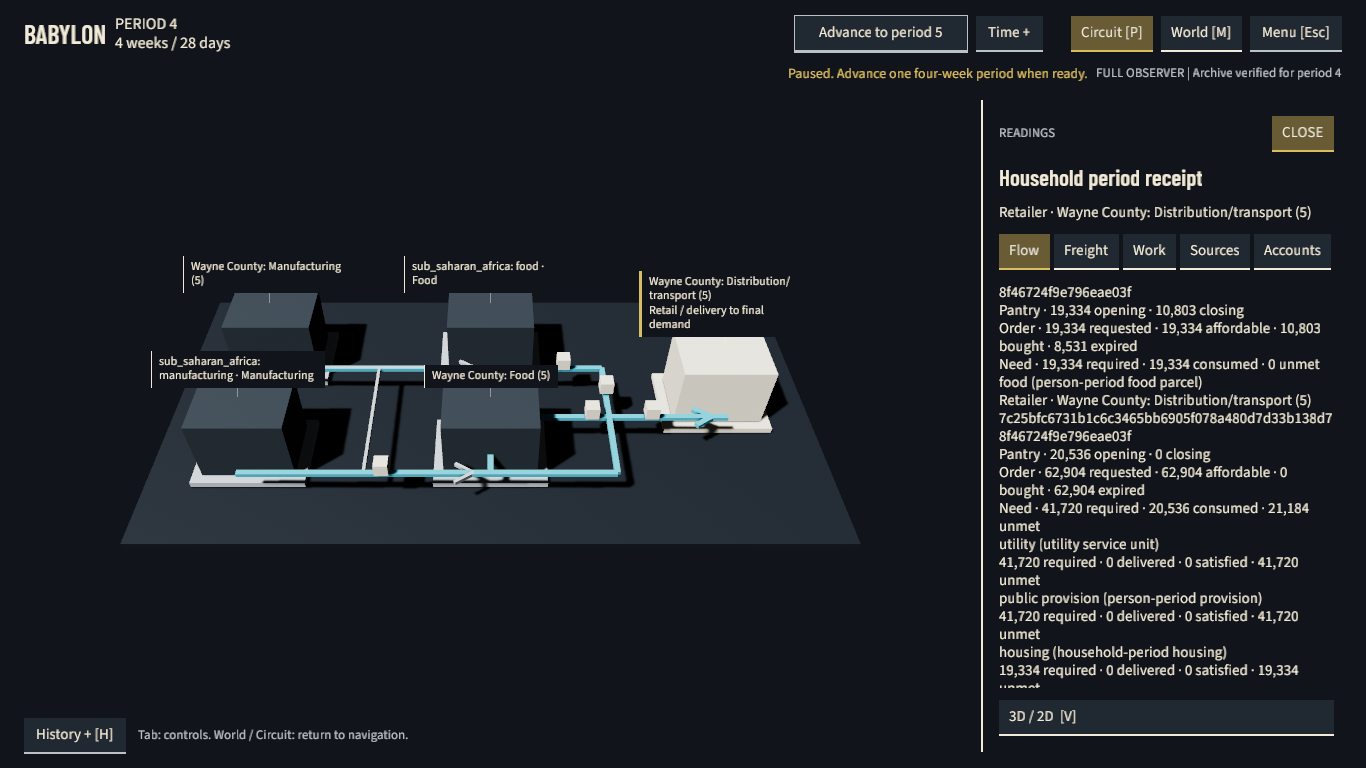 BABYLON
PERIOD 4
4 weeks / 28 days
Advance to period 5
Time +
Circuit [P]
World [M]
Menu [Esc]
Paused. Advance one four-week period when ready.
FULL OBSERVER | Archive verified for period 4
Wayne County: Manufacturing
(5)
sub_saharan_africa: food ·
Food
Wayne County: Distribution/
transport (5)
Retail / delivery to final
demand
sub_saharan_africa:
manufacturing · Manufacturing
Wayne County: Food (5)
READINGS
CLOSE
Household period receipt
Retailer · Wayne County: Distribution/transport (5)
Flow
Freight
Work
Sources
Accounts
8f46724f9e796eae03f
Pantry · 19,334 opening · 10,803 closing
Order · 19,334 requested · 19,334 affordable · 10,803
bought · 8,531 expired
Need · 19,334 required · 19,334 consumed · 0 unmet
food (person-period food parcel)
Retailer · Wayne County: Distribution/transport (5)
7c25bfc6731b1c6c3465bb6905f078a480d7d33b138d7
8f46724f9e796eae03f
Pantry · 20,536 opening · 0 closing
Order · 62,904 requested · 62,904 affordable · 0
bought · 62,904 expired
Need · 41,720 required · 20,536 consumed · 21,184
unmet
utility (utility service unit)
41,720 required · 0 delivered · 0 satisfied · 41,720
unmet
public provision (person-period provision)
41,720 required · 0 delivered · 0 satisfied · 41,720
unmet
housing (household-period housing)
19,334 required · 0 delivered · 0 satisfied · 19,334
unmet
3D / 2D [V]
History + [H]
Tab: controls. World / Circuit: return to navigation.